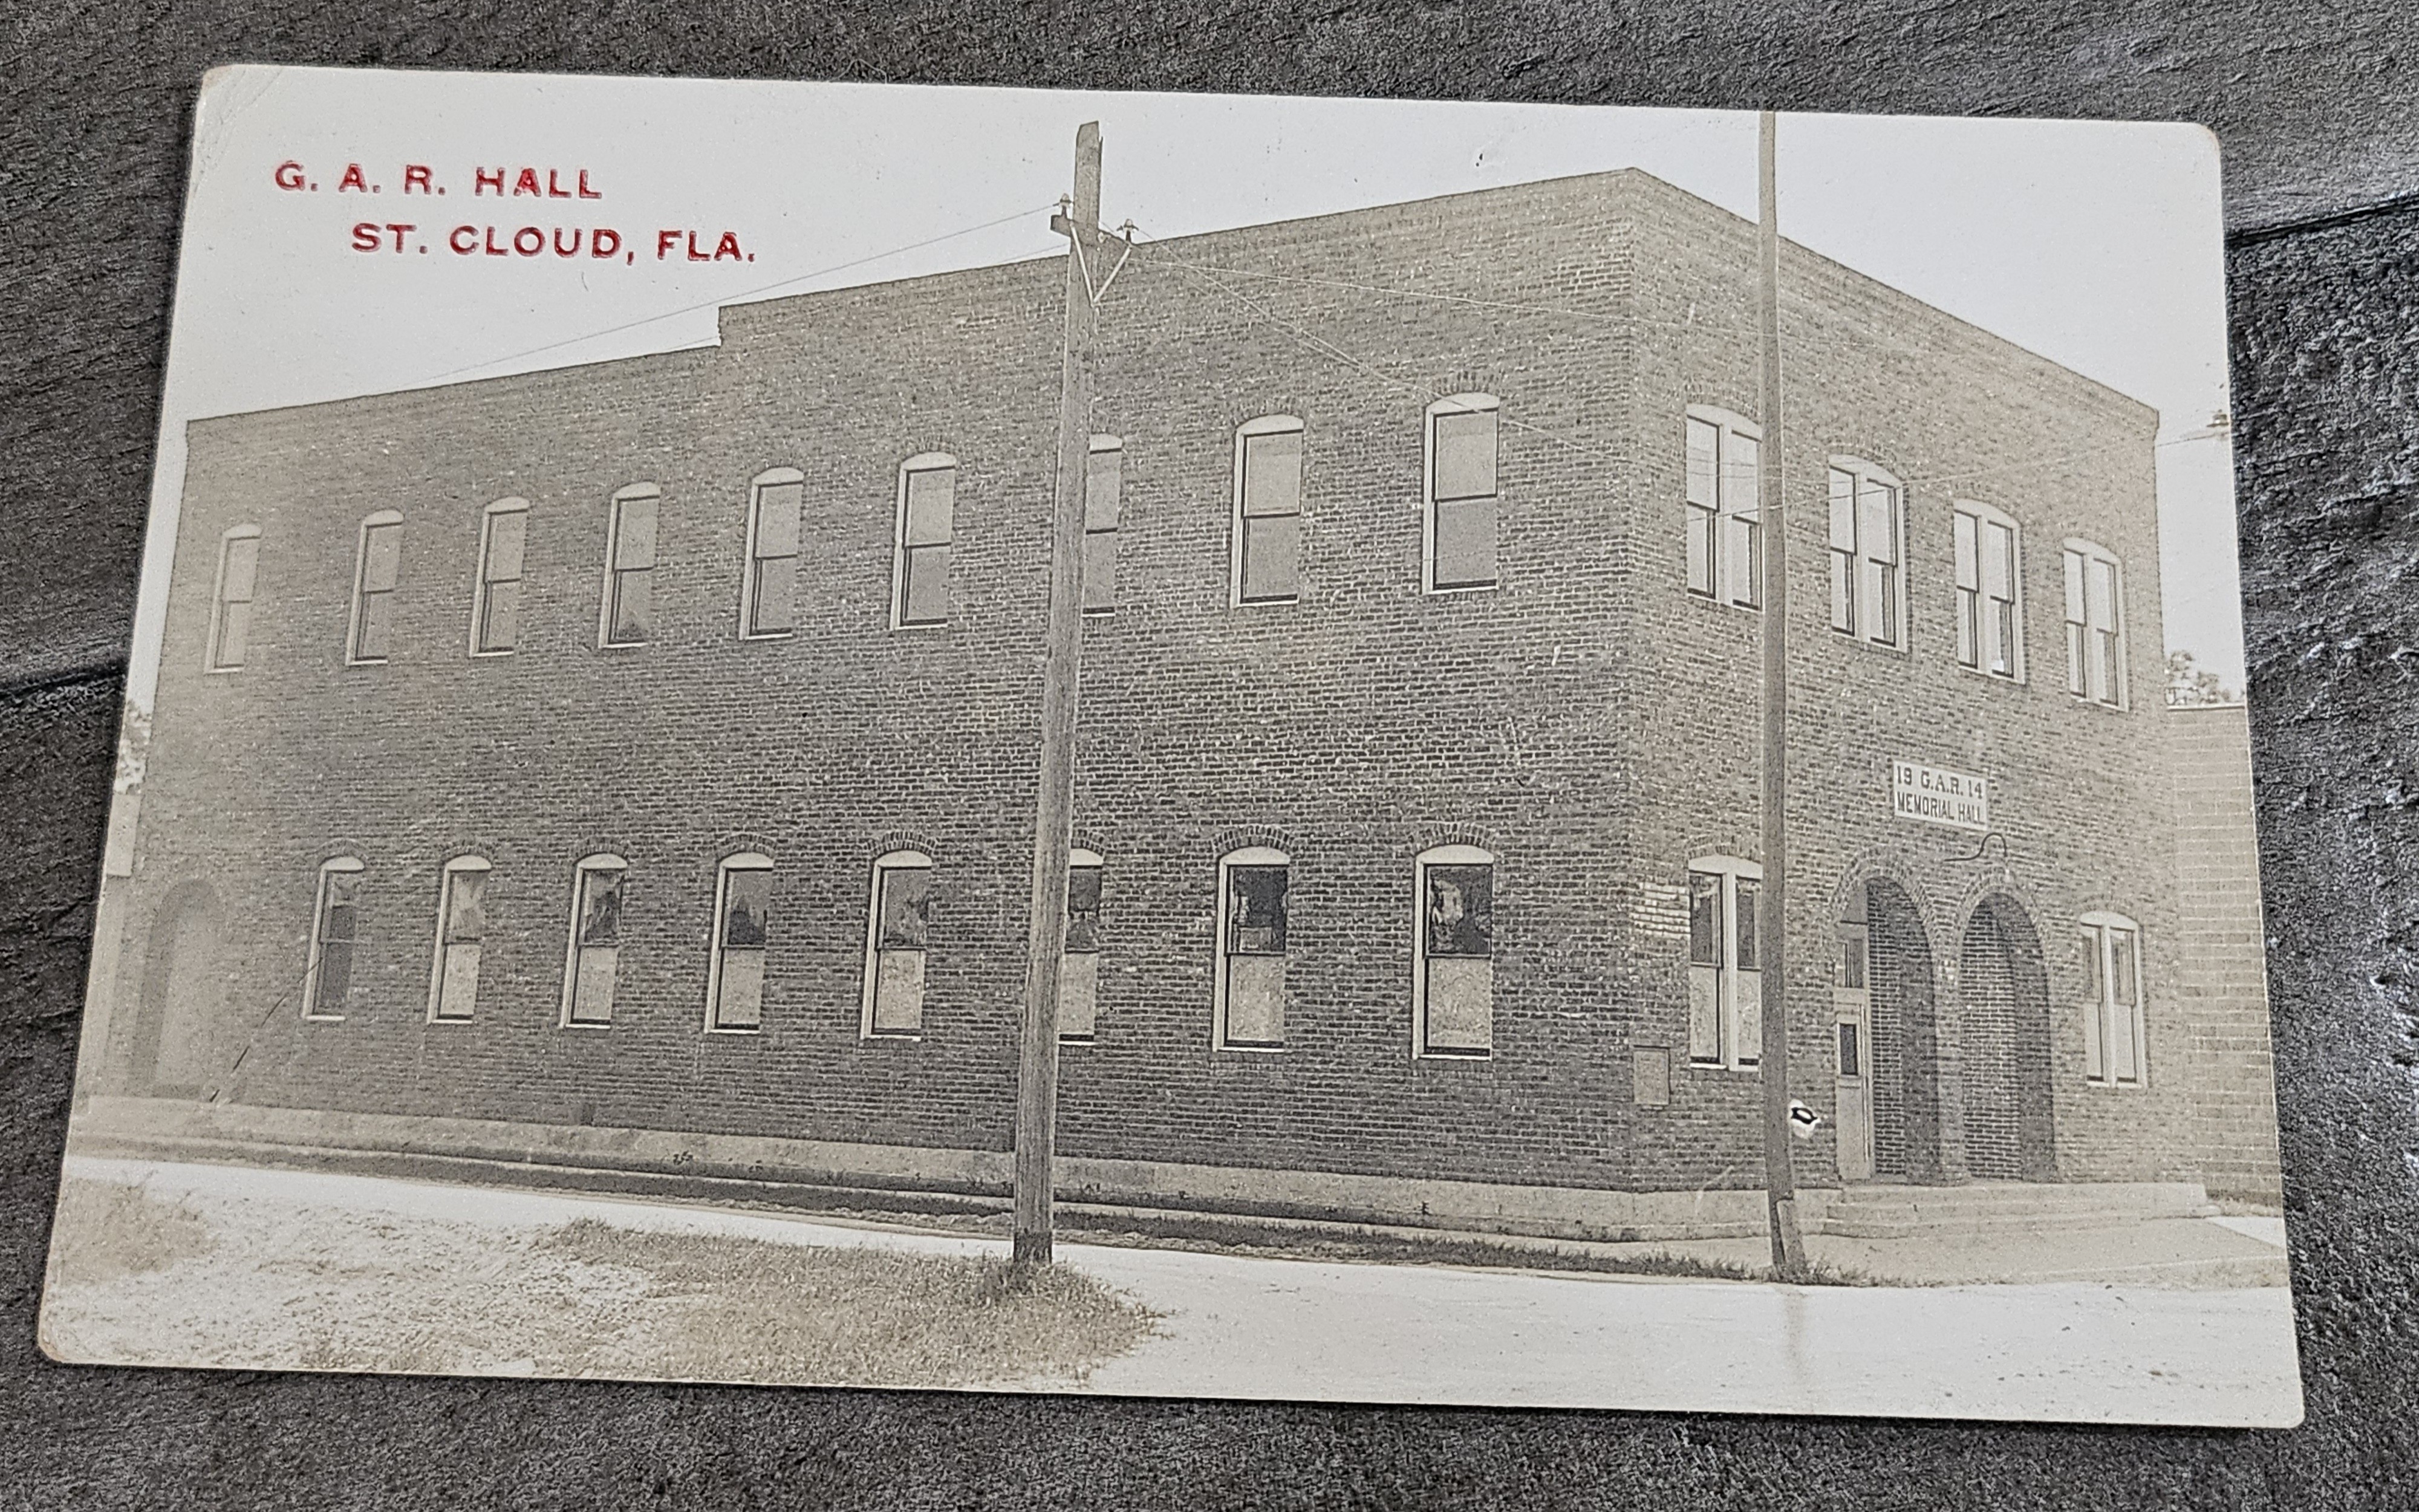 G. A. R. HALL
ST. CLOUD, FLA.
19 G.A.R. 14
MEMORIAL HALL